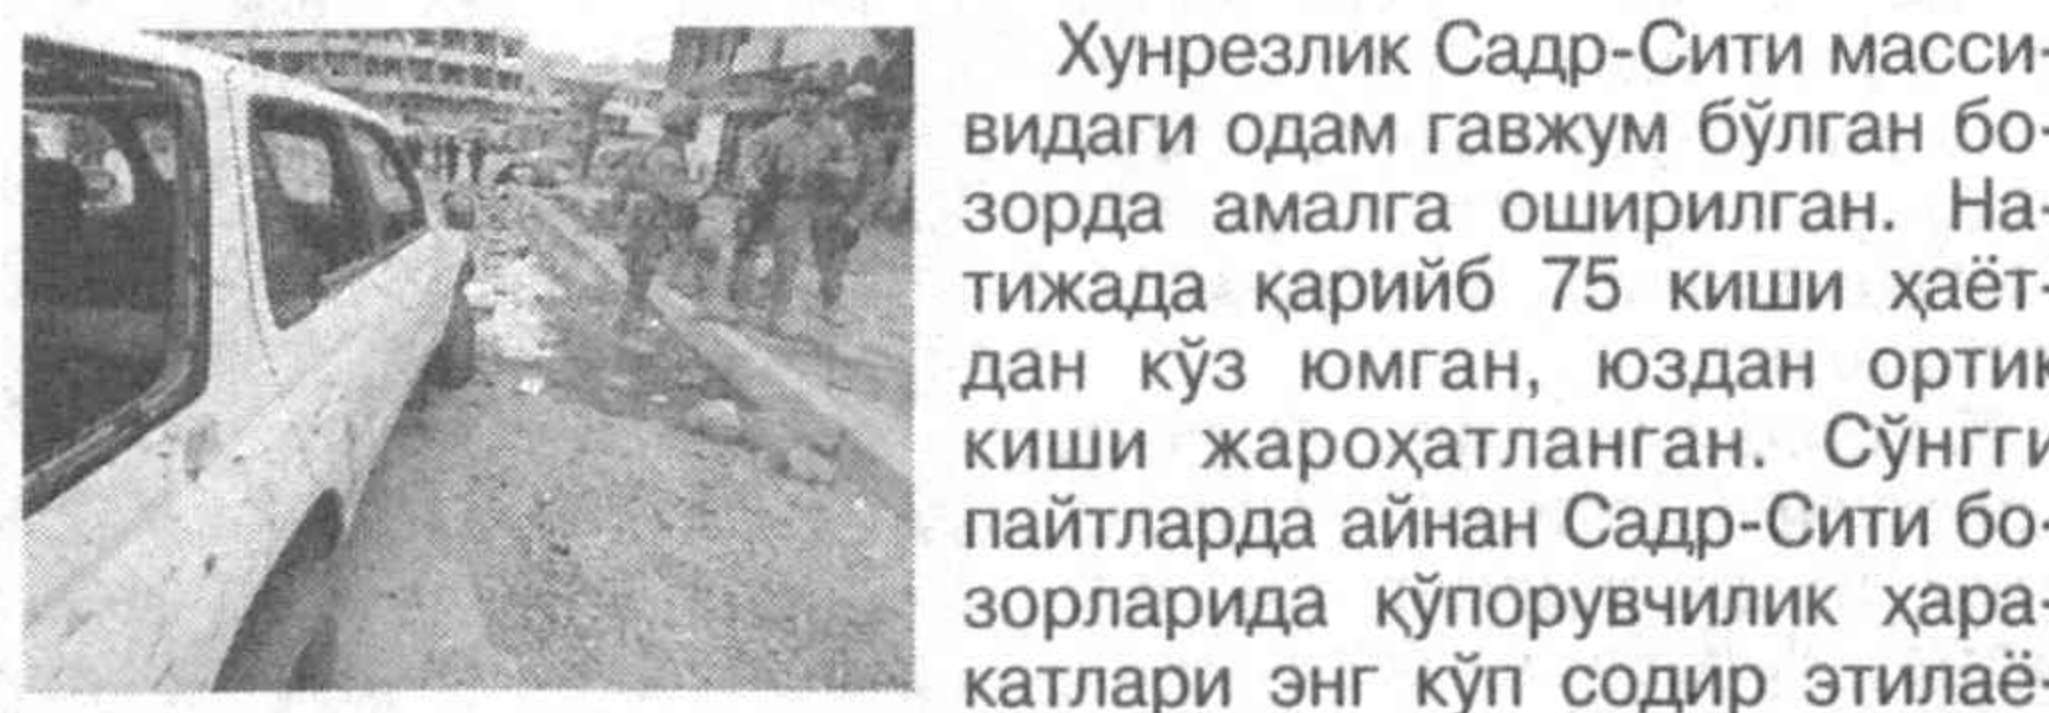 Хунрезлик Садр-Сити масси-
видаги одам гавжум бўлган бо-
зорда амалга оширилган. На-
тижада қарийб 75 киши ҳаёт-
дан кўз юмган, юздан ортиқ
киши жароҳатланган. Сўнгги
пайтларда айнан Садр-Сити бо-
зорларида қўпорувчилик ҳара-
катлари энг кўп содир этилаё-